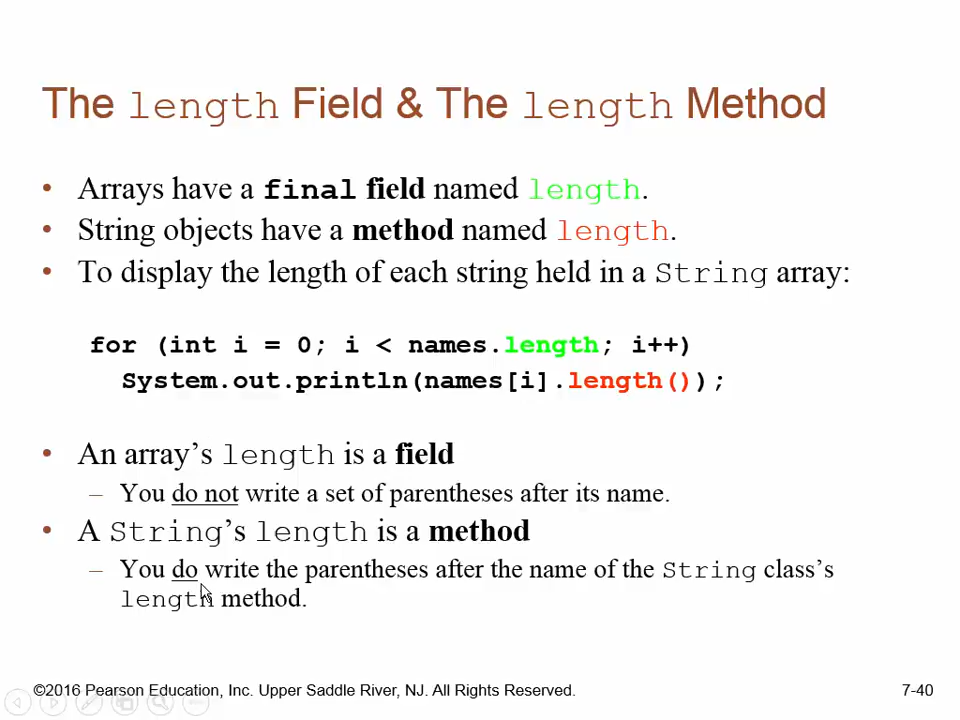 The length Field & The length Method
• Arrays have a final field named length.
• String objects have a method named length.
• To display the length of each string held in a String array:
for (int i = 0; i < names.length; i++)
System.out.println(names[i].length());
• An array’s length is a field
– You do not write a set of parentheses after its name.
• A String’s length is a method
– You do write the parentheses after the name of the String class’s
length method.
©2016 Pearson Education, Inc. Upper Saddle River, NJ. All Rights Reserved.
7-40